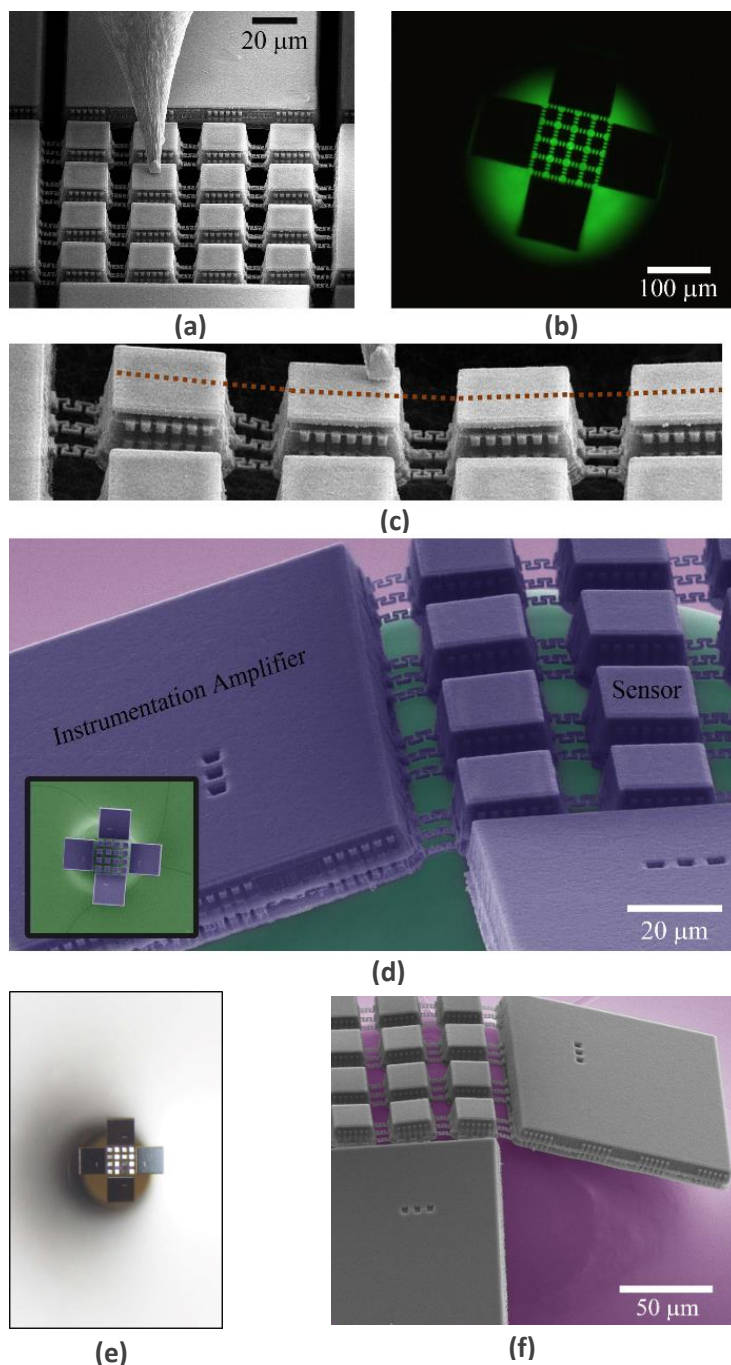 20 μm
100 μm
(a)
(b)
(c)
Instrumentation Amplifier
Sensor
20 μm
(d)
50 μm
(e)
(f)